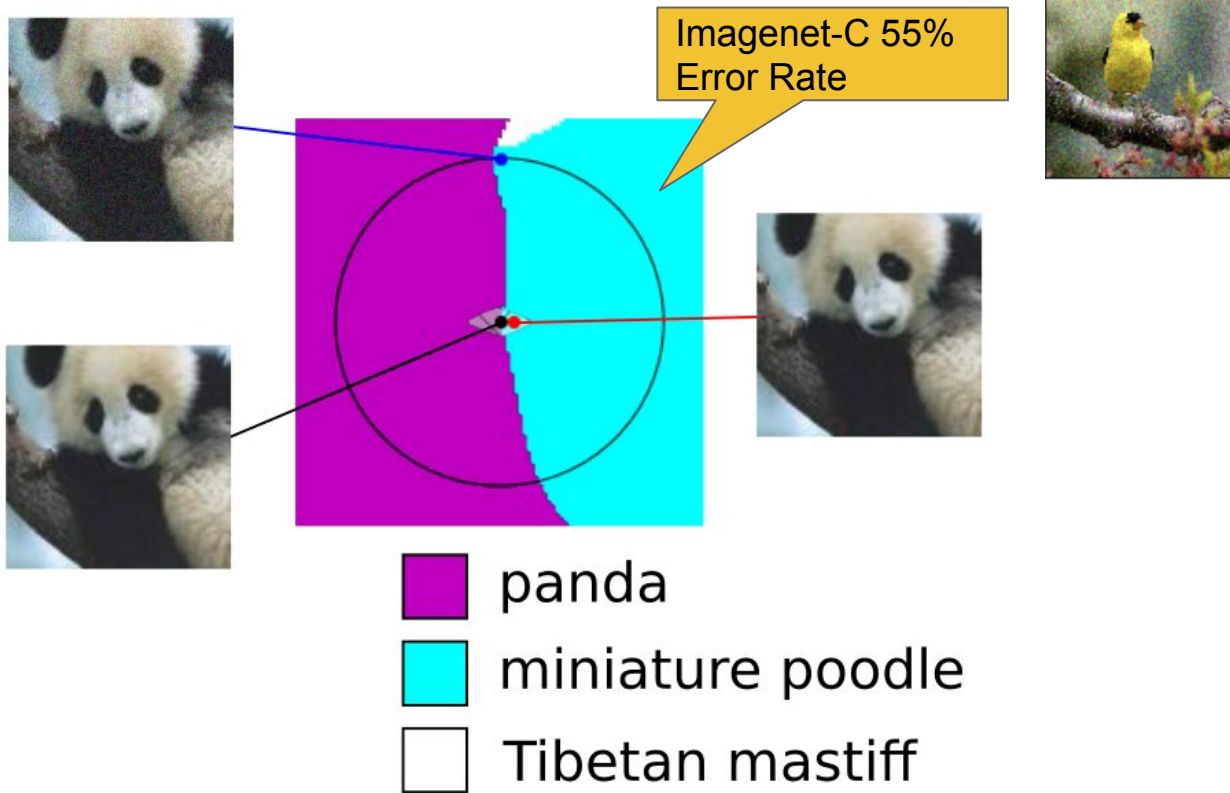 Imagenet-C 55%
Error Rate
panda
miniature poodle
Tibetan mastiff